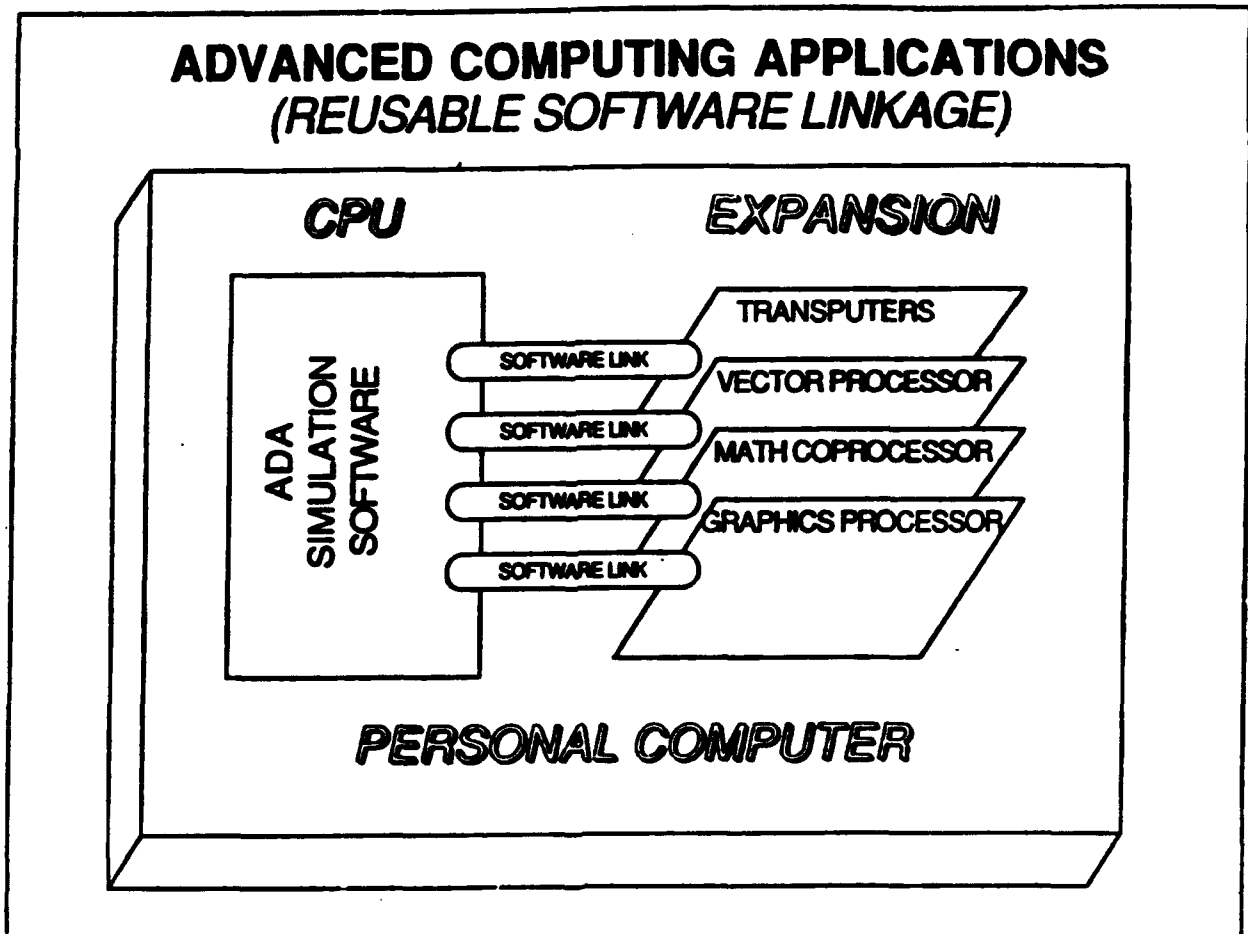 ADVANCED COMPUTING APPLICATIONS
(REUSABLE SOFTWARE LINKAGE)
CPU
EXPANSION
ADA
SIMULATION
SOFTWARE
SOFTWARE LINK
SOFTWARE LINK
SOFTWARE LINK
SOFTWARE LINK
TRANSPUTERS
VECTOR PROCESSOR
MATH COPROCESSOR
GRAPHICS PROCESSOR
PERSONAL COMPUTER